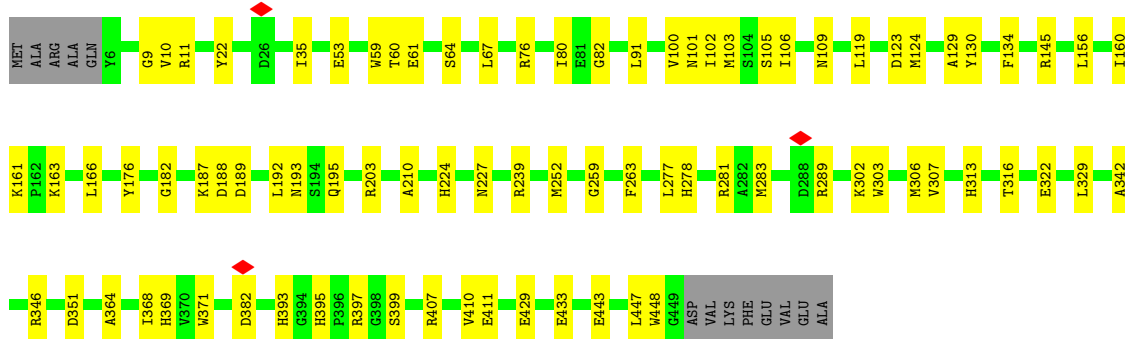 MET ALA ARG ALA GLN Y6 G9 V10 R11 Y22 D26 I35 E53 W59 T60 E61 S64 L67 R76 I80 E81 G82 L91 V100 N101 I102 M103 S104 S105 I106 N109 L119 D123 M124 A129 Y130 F134 R145 L156 I160
K161 P162 K163 L166 Y176 G182 K187 D188 D189 L192 N193 S194 Q195 R203 A210 H224 N227 R239 M252 G259 F263 L277 H278 R281 A282 M283 D288 R289 K302 W303 M306 V307 H313 T316 E322 L329 A342
R346 D351 A364 I368 H369 V370 W371 D382 H393 G394 H395 P396 R397 G398 S399 R407 V410 E411 E429 E433 E443 L447 W448 G449 ASP VAL LYS PHE GLU VAL GLU ALA